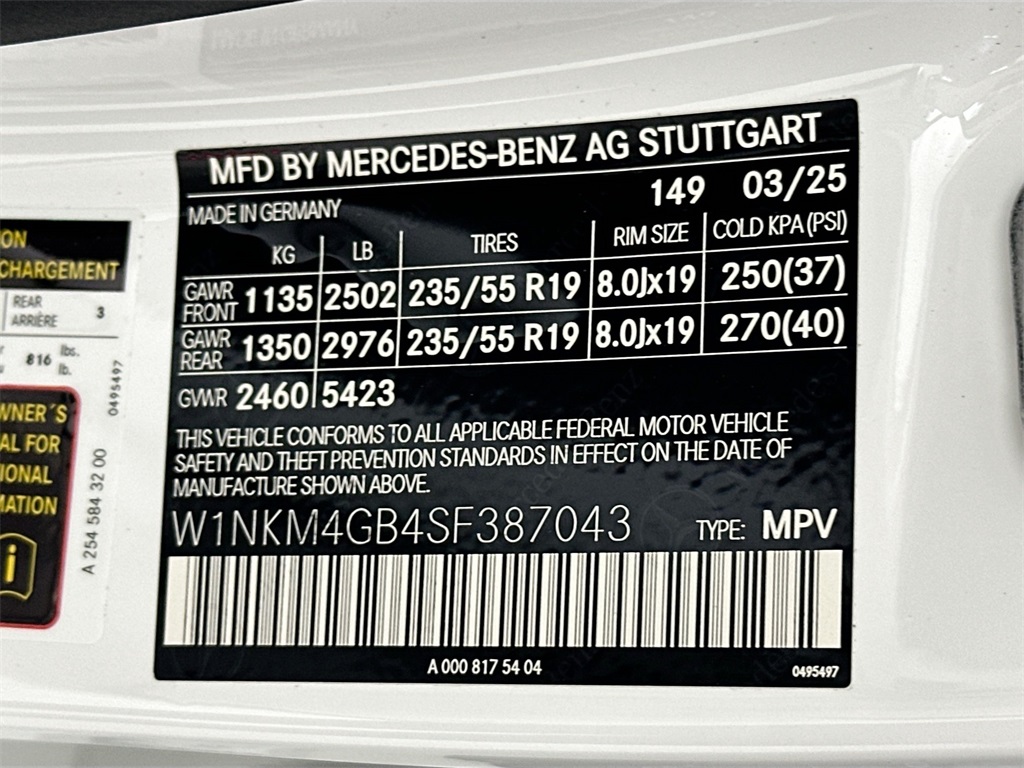 MFD BY MERCEDES-BENZ AG STUTTGART
149 03/25
MADE IN GERMANY
KG LB TIRES RIM SIZE COLD KPA(PSI)
GAWR FRONT 1135 2502 235/55 R19 8.0Jx19 250(37)
GAWR REAR 1350 2976 235/55 R19 8.0Jx19 270(40)
GVWR 2460 5423
THIS VEHICLE CONFORMS TO ALL APPLICABLE FEDERAL MOTOR VEHICLE
SAFETY AND THEFT PREVENTION STANDARDS IN EFFECT ON THE DATE OF
MANUFACTURE SHOWN ABOVE.
W1NKM4GB4SF387043 TYPE: MPV
A 000 817 54 04
0495497
ON
CHARGEMENT
REAR
ARRIÈRE 3
816 lbs.
lb.
WNER´S
AL FOR
IONAL
MATION
0495497
A 254 584 32 00